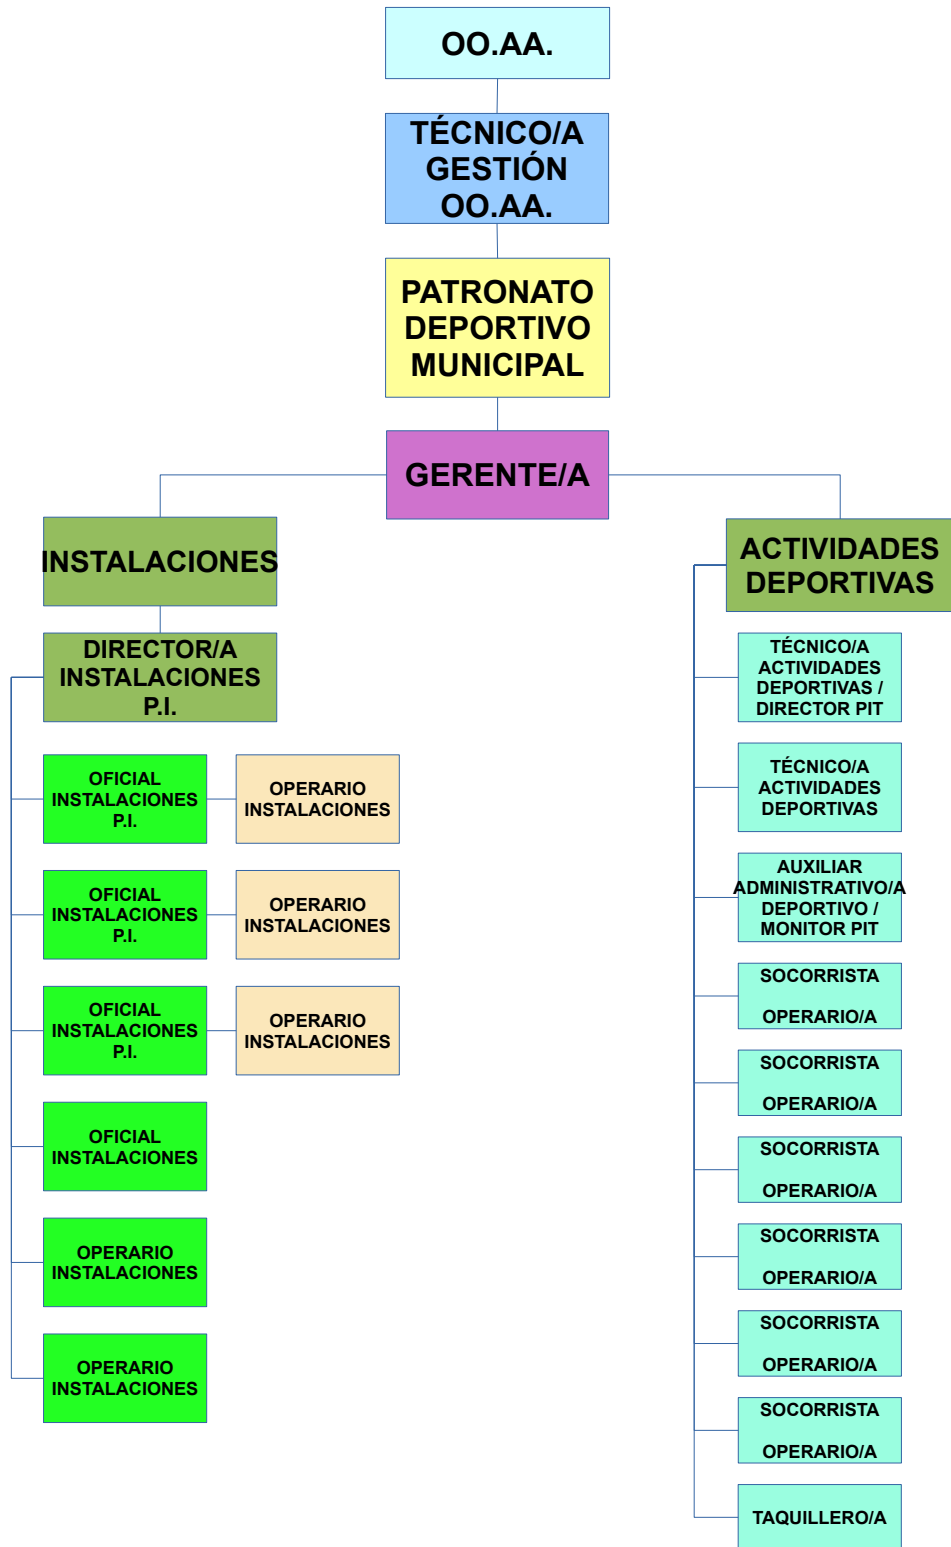 OO.AA.
TÉCNICO/A
GESTIÓN
OO.AA.
PATRONATO
DEPORTIVO
MUNICIPAL
GERENTE/A
INSTALACIONES
DIRECTOR/A
INSTALACIONES
P.I.
OFICIAL
INSTALACIONES
P.I.
OPERARIO
INSTALACIONES
OFICIAL
INSTALACIONES
P.I.
OPERARIO
INSTALACIONES
OFICIAL
INSTALACIONES
P.I.
OPERARIO
INSTALACIONES
OFICIAL
INSTALACIONES
OPERARIO
INSTALACIONES
OPERARIO
INSTALACIONES
ACTIVIDADES
DEPORTIVAS
TÉCNICO/A
ACTIVIDADES
DEPORTIVAS /
DIRECTOR PIT
TÉCNICO/A
ACTIVIDADES
DEPORTIVAS
AUXILIAR
ADMINISTRATIVO/A
DEPORTIVO /
MONITOR PIT
SOCORRISTA
OPERARIO/A
SOCORRISTA
OPERARIO/A
SOCORRISTA
OPERARIO/A
SOCORRISTA
OPERARIO/A
SOCORRISTA
OPERARIO/A
SOCORRISTA
OPERARIO/A
TAQUILLERO/A